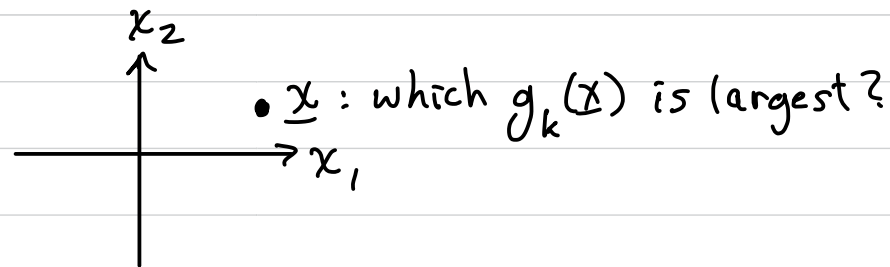 x₂
x : which gₖ(x) is largest?
x₁